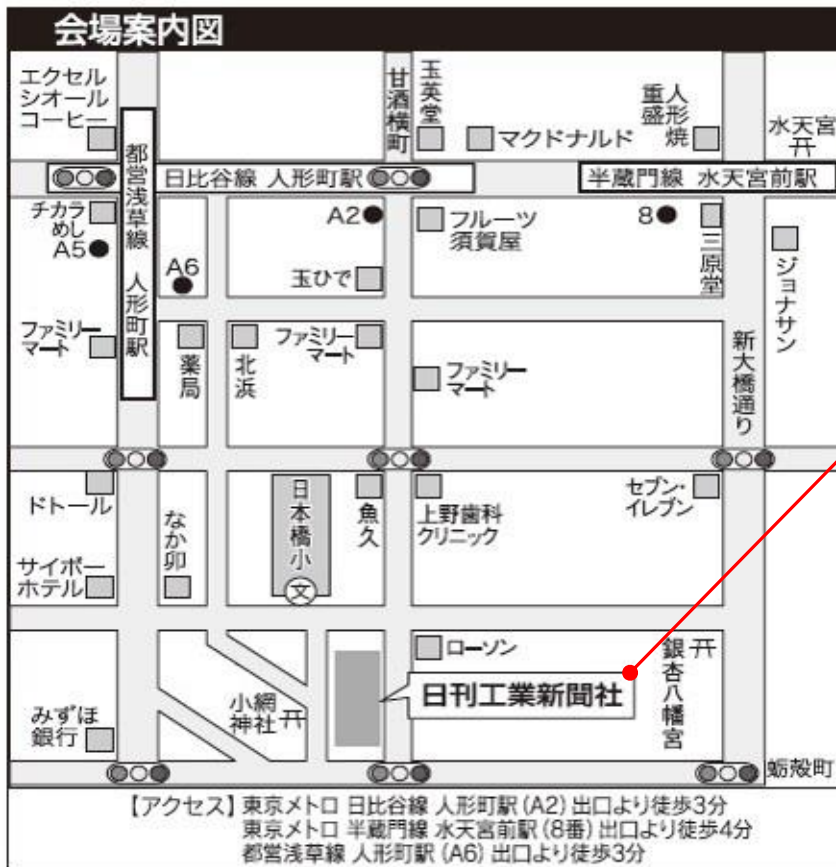 会場案内図
エクセル
シオール
コーヒー
甘酒横町
玉英堂
マクドナルド
人形焼
重盛
水天宮
都営浅草線 人形町駅
日比谷線 人形町駅
半蔵門線 水天宮前駅
チカラ
めし
A5
A6
A2
玉ひで
フルーツ
須賀屋
8
三原堂
ジョナサン
ファミリー
マート
薬局
北浜
ファミリー
マート
ファミリー
マート
新大橋通り
ドトール
なか卯
日本橋小
文
魚久
上野歯科
クリニック
セブン・
イレブン
サイボー
ホテル
ローソン
日刊工業新聞社
銀杏八幡宮
みずほ
銀行
小網
神社
蛎殻町
【アクセス】東京メトロ 日比谷線 人形町駅(A2)出口より徒歩3分
東京メトロ 半蔵門線 水天宮前駅(8番)出口より徒歩4分
都営浅草線 人形町駅(A6)出口より徒歩3分